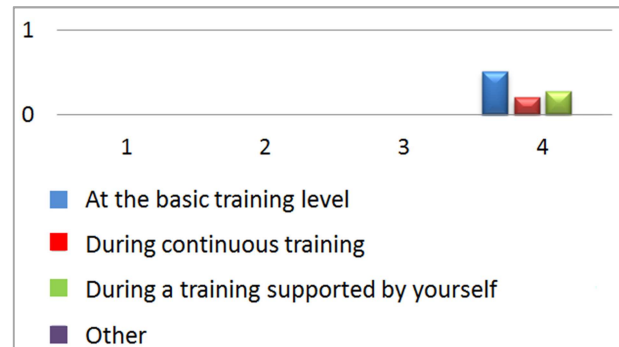 1
0
1 2 3 4
At the basic training level
During continuous training
During a training supported by yourself
Other